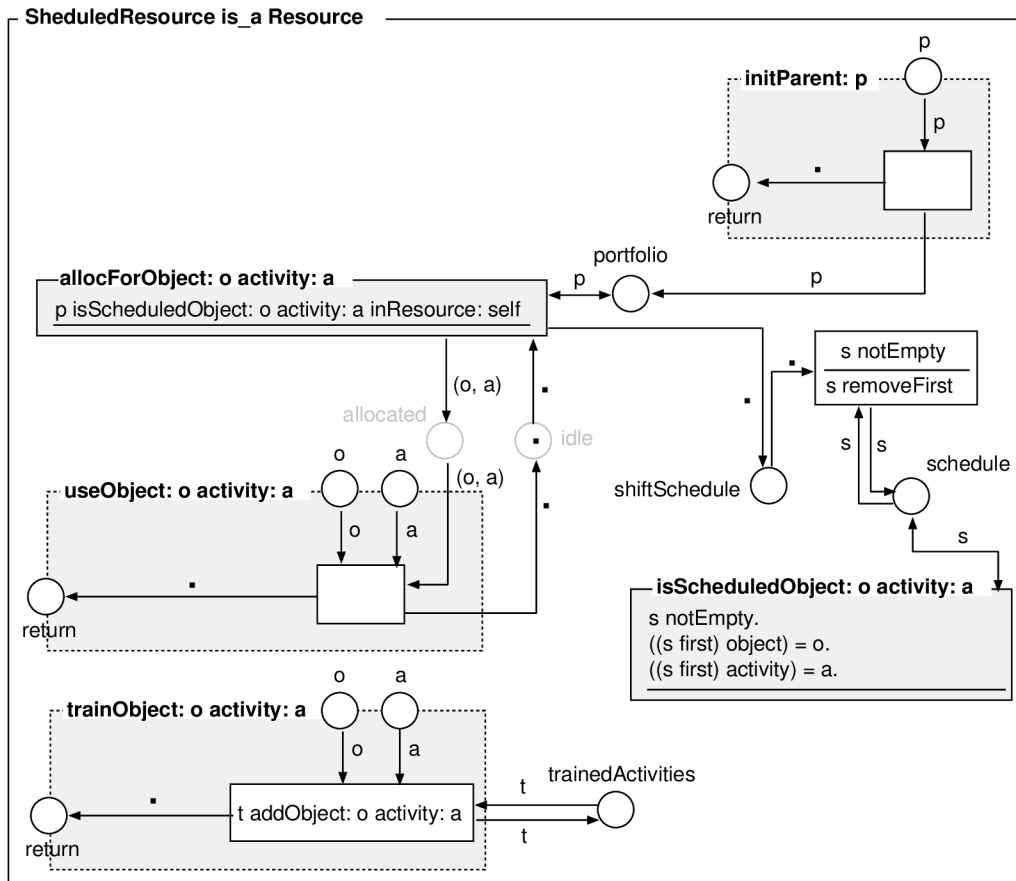 SheduledResource is_a Resource
p
initParent: p
p
▪
return
portfolio
allocForObject: o activity: a
p
p
p isScheduledObject: o activity: a inResource: self
s notEmpty
▪
s removeFirst
(o, a)
▪
▪
allocated
▪
idle
s
s
o
a
(o, a)
schedule
useObject: o activity: a
shiftSchedule
▪
o
a
s
▪
isScheduledObject: o activity: a
return
s notEmpty.
((s first) object) = o.
((s first) activity) = a.
o
a
trainObject: o activity: a
o
a
trainedActivities
t
▪
t addObject: o activity: a
t
return